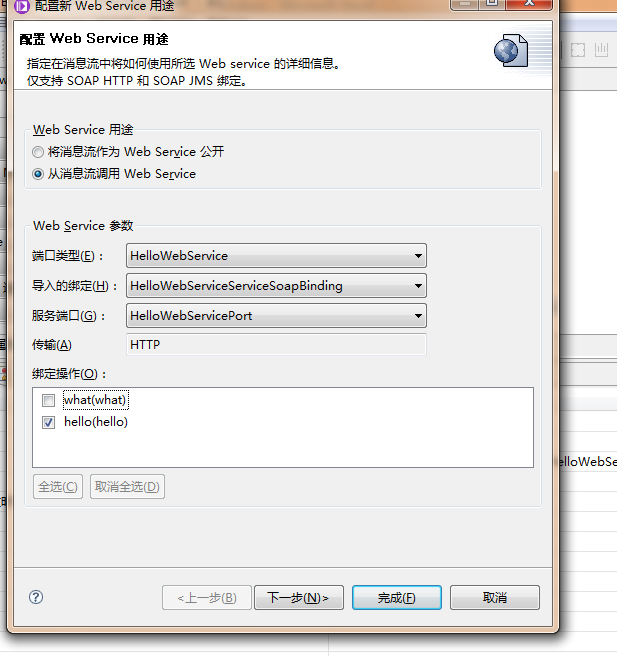 配置新 Web Service 用途
配置 Web Service 用途
指定在消息流中将如何使用所选 Web service 的详细信息。
仅支持 SOAP HTTP 和 SOAP JMS 绑定。
Web Service 用途
将消息流作为 Web Service 公开
从消息流调用 Web Service
Web Service 参数
端口类型(E)： HelloWebService
导入的绑定(H)： HelloWebServiceServiceSoapBinding
服务端口(G)： HelloWebServicePort
传输(A) HTTP
绑定操作(O)：
what(what)
hello(hello)
elloWebSe
全选(C) 取消全选(D)
<上一步(B) 下一步(N)> 完成(F) 取消